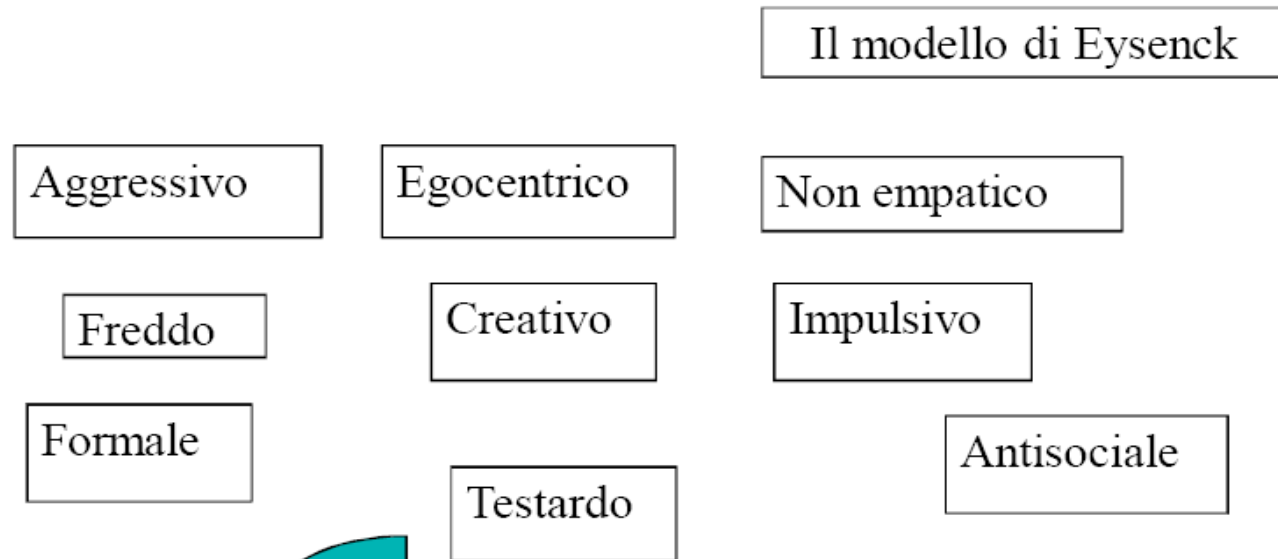 Il modello di Eysenck
Aggressivo
Egocentrico
Non empatico
Freddo
Creativo
Impulsivo
Formale
Antisociale
Testardo